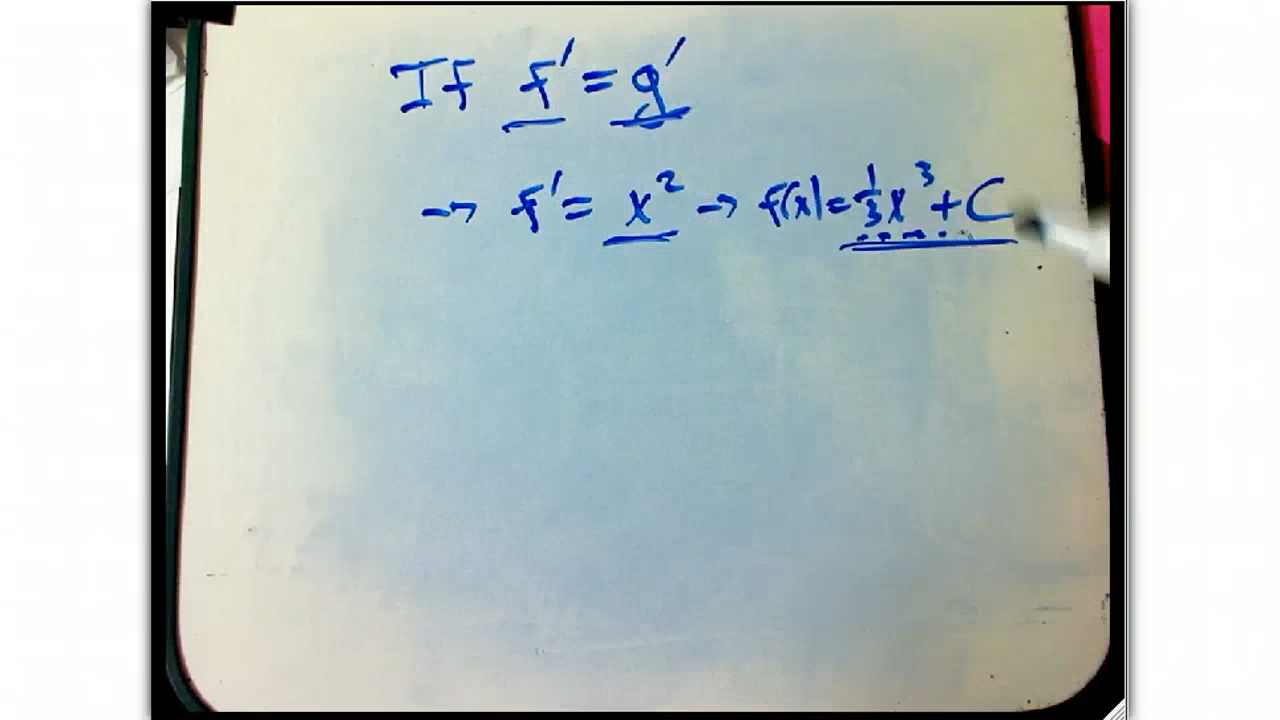 If f' = g'
→ f' = x² → f(x) = 1/3 x³ + C